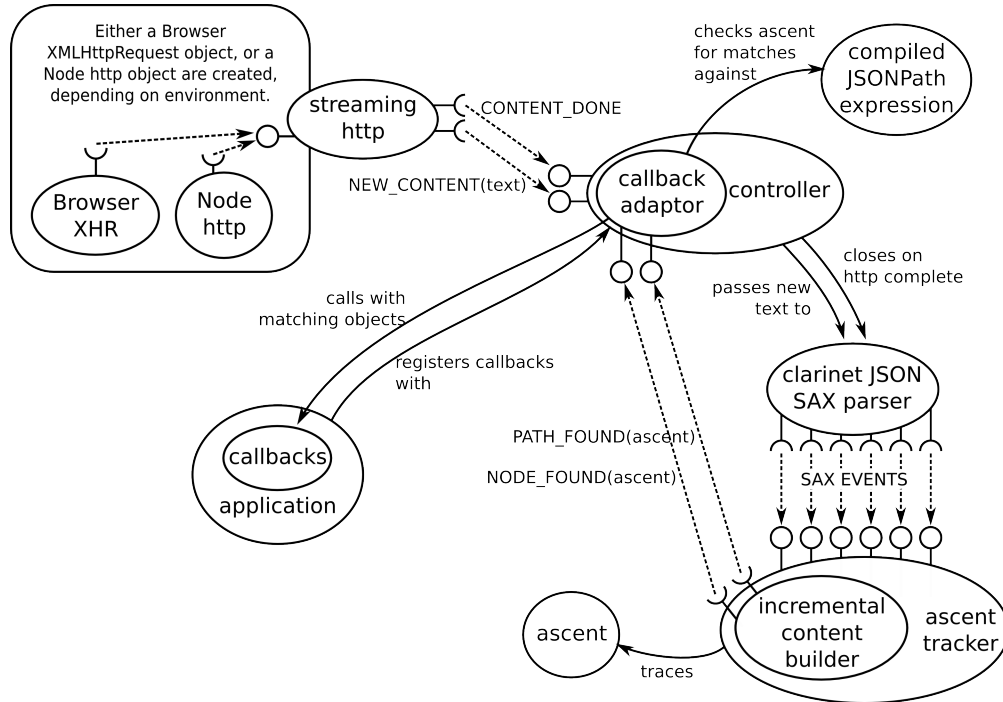 Either a Browser
XMLHttpRequest object, or a
Node http object are created,
depending on environment.
streaming
http
Browser
XHR
Node
http
CONTENT_DONE
NEW_CONTENT(text)
checks ascent
for matches
against
compiled
JSONPath
expression
callback
adaptor
controller
closes on
http complete
passes new
text to
calls with
matching objects
registers callbacks
with
clarinet JSON
SAX parser
callbacks
application
PATH_FOUND(ascent)
NODE_FOUND(ascent)
SAX EVENTS
incremental
content
builder
ascent
tracker
ascent
traces